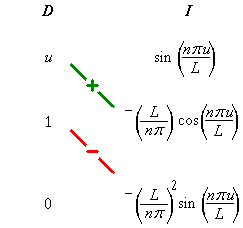 D I
u sin (nπu/L)
+
1 −(L/nπ) cos(nπu/L)
−
0 −(L/nπ)² sin (nπu/L)